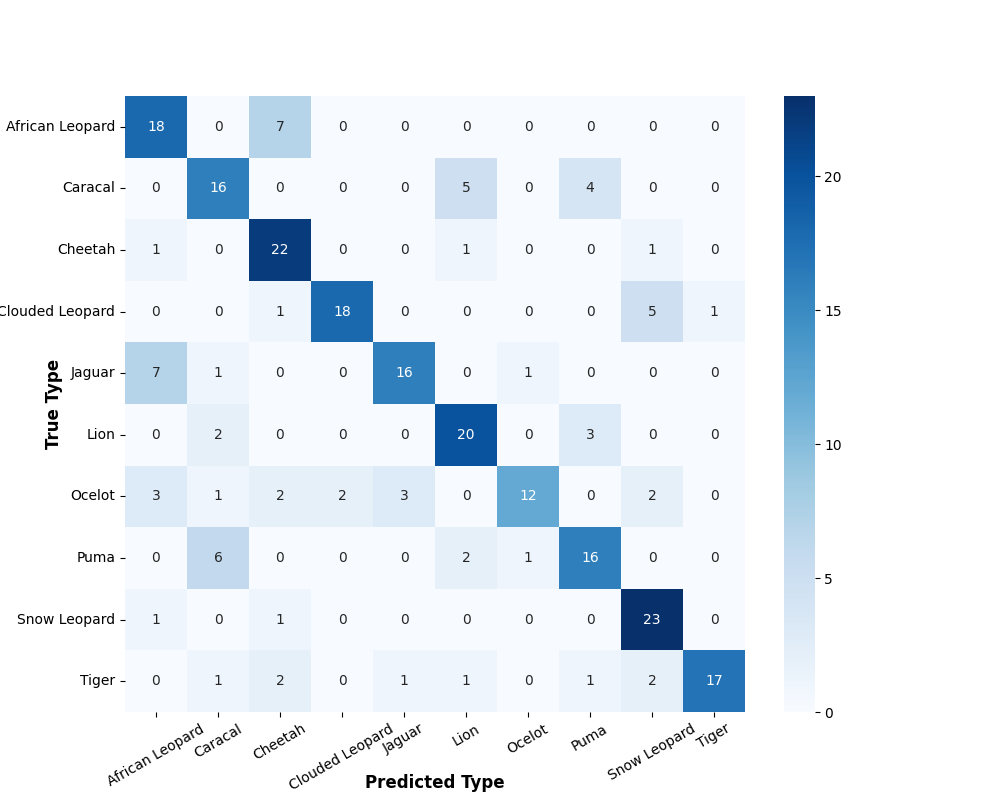 African Leopard 18 0 7 0 0 0 0 0 0 0
Caracal 0 16 0 0 0 5 0 4 0 0
20
Cheetah 1 0 22 0 0 1 0 0 1 0
Clouded Leopard 0 0 1 18 0 0 0 0 5 1
15
Jaguar 7 1 0 0 16 0 1 0 0 0
True Type
Lion 0 2 0 0 0 20 0 3 0 0
10
Ocelot 3 1 2 2 3 0 12 0 2 0
Puma 0 6 0 0 0 2 1 16 0 0
5
Snow Leopard 1 0 1 0 0 0 0 0 23 0
Tiger 0 1 2 0 1 1 0 1 2 17
0
African Leopard Caracal Cheetah Clouded Leopard Jaguar Lion Ocelot Puma Snow Leopard Tiger
Predicted Type